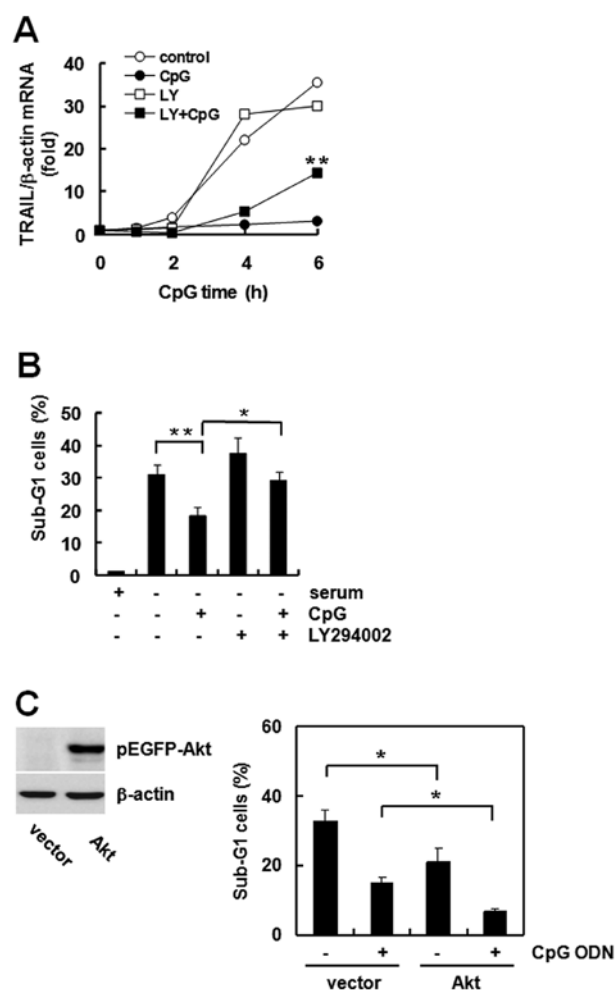 A
control
CpG
LY
LY+CpG
40
30
20
10
0
TRAIL/β-actin mRNA
(fold)
**
0 2 4 6
CpG time (h)
B
50
40
30
20
10
0
Sub-G1 cells (%)
** *
+ - - - - serum
- - + - + CpG
- - - + + LY294002
C
pEGFP-Akt
β-actin
vector Akt
60
40
20
0
Sub-G1 cells (%)
*
*
- + - + CpG ODN
vector Akt